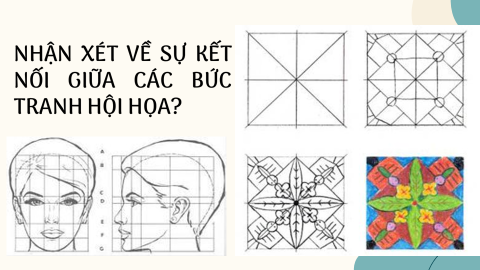 NHẬN XÉT VỀ SỰ KẾT
NỐI GIỮA CÁC BỨC
TRANH HỘI HỌA?
A
B
C
D
E
F
G